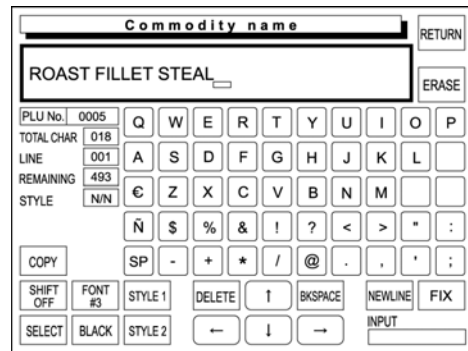 Commodity name
RETURN
ROAST FILLET STEAL_
ERASE
PLU No. 0005
TOTAL CHAR 018
LINE 001
REMAINING 493
STYLE N/N
Q W E R T Y U I O P
A S D F G H J K L
€ Z X C V B N M
Ñ $ % & ! ? < > " :
COPY SP - + * / @ . , ' ;
SHIFT OFF FONT #3 STYLE 1 DELETE ↑ BKSPACE NEWLINE FIX
SELECT BLACK STYLE 2 ← ↓ → INPUT